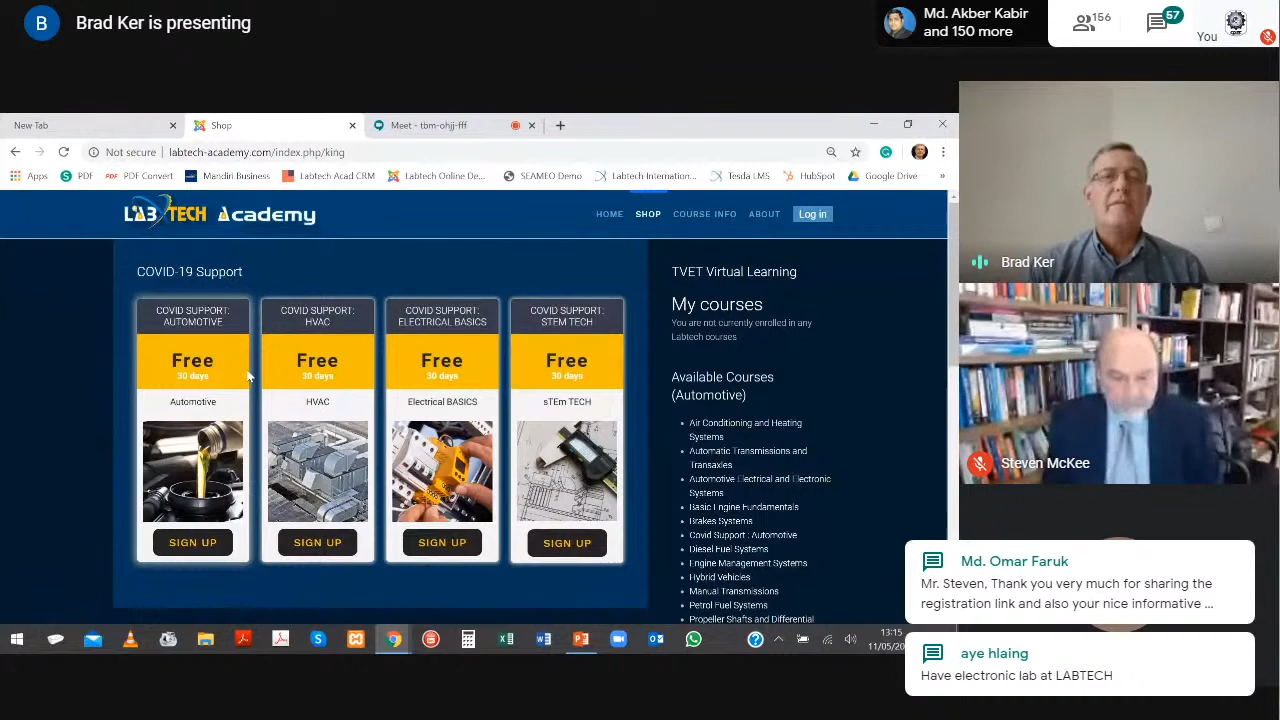 B
Brad Ker is presenting
Md. Akber Kabir
and 150 more
156
57
You
New Tab
Shop
Meet - tbm-ohjj-fff
Not secure
labtech-academy.com/index.php/king
Apps
PDF
PDF Convert
Mandiri Business
Labtech Acad CRM
Labtech Online De...
SEAMEO Demo
Labtech Internation...
Tesda LMS
HubSpot
Google Drive
LABTECH Academy
HOME
SHOP
COURSE INFO
ABOUT
Log in
COVID-19 Support
COVID SUPPORT:
AUTOMOTIVE
Free
30 days
Automotive
SIGN UP
COVID SUPPORT:
HVAC
Free
30 days
HVAC
SIGN UP
COVID SUPPORT:
ELECTRICAL BASICS
Free
30 days
Electrical BASICS
SIGN UP
COVID SUPPORT:
STEM TECH
Free
30 days
sTEm TECH
SIGN UP
TVET Virtual Learning
My courses
You are not currently enrolled in any
Labtech courses
Available Courses
(Automotive)
Air Conditioning and Heating
Systems
Automatic Transmissions and
Transaxles
Automotive Electrical and Electronic
Systems
Basic Engine Fundamentals
Brakes Systems
Covid Support : Automotive
Diesel Fuel Systems
Engine Management Systems
Hybrid Vehicles
Manual Transmissions
Petrol Fuel Systems
Propeller Shafts and Differential
13:15
11/05/20
Brad Ker
Steven McKee
Md. Omar Faruk
Mr. Steven, Thank you very much for sharing the
registration link and also your nice informative ...
aye hlaing
Have electronic lab at LABTECH